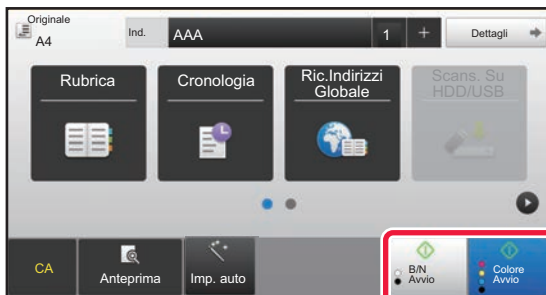 Originale
A4
Ind.
AAA
1
+
Dettagli
Rubrica
Cronologia
Ric.Indirizzi
Globale
Scans. Su
HDD/USB
CA
Anteprima
Imp. auto
B/N
Avvio
Colore
Avvio